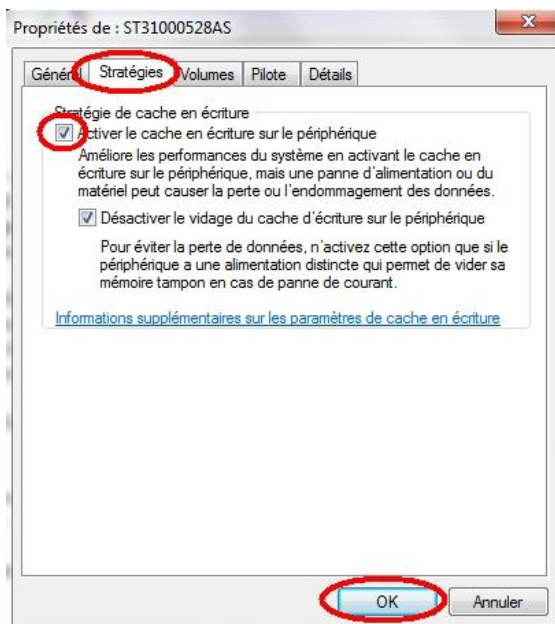 Propriétés de : ST31000528AS
Général Stratégies Volumes Pilote Détails
Stratégie de cache en écriture
Activer le cache en écriture sur le périphérique
Améliore les performances du système en activant le cache en
écriture sur le périphérique, mais une panne d'alimentation ou du
matériel peut causer la perte ou l'endommagement des données.
Désactiver le vidage du cache d'écriture sur le périphérique
Pour éviter la perte de données, n'activez cette option que si le
périphérique a une alimentation distincte qui permet de vider sa
mémoire tampon en cas de panne de courant.
Informations supplémentaires sur les paramètres de cache en écriture
OK Annuler